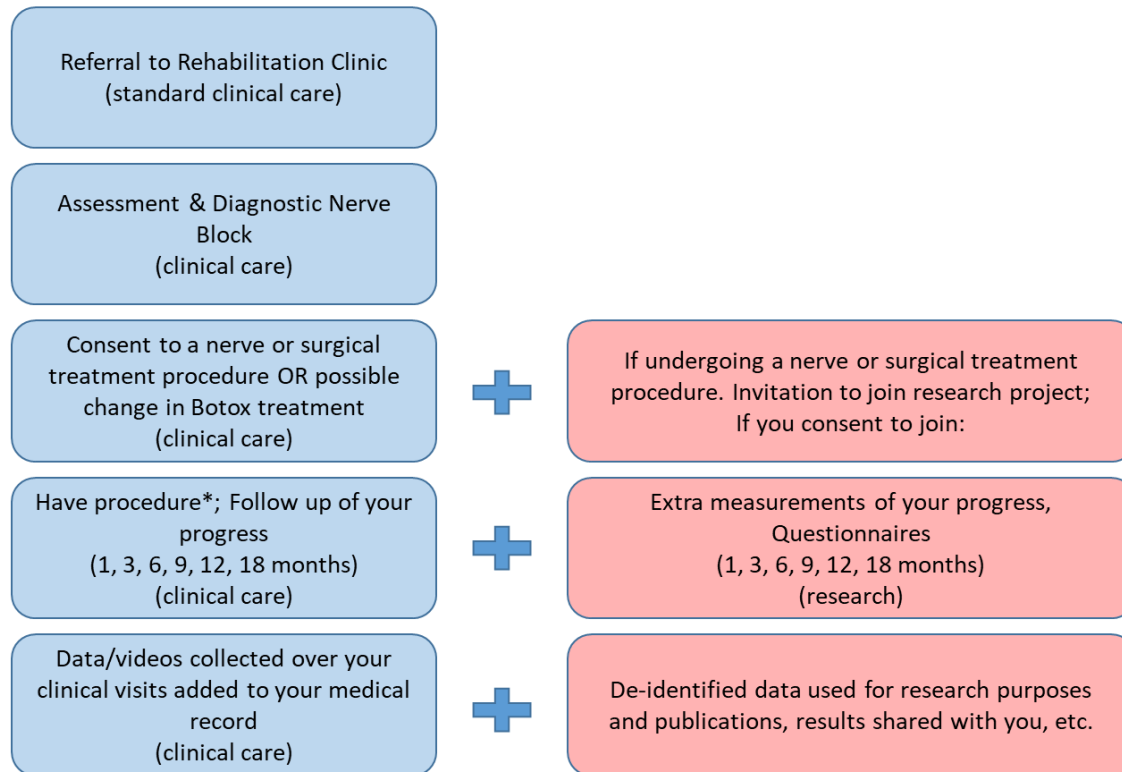 Referral to Rehabilitation Clinic
(standard clinical care)
Assessment & Diagnostic Nerve
Block
(clinical care)
Consent to a nerve or surgical
treatment procedure OR possible
change in Botox treatment
(clinical care)
If undergoing a nerve or surgical treatment
procedure. Invitation to join research project;
If you consent to join:
Have procedure*; Follow up of your
progress
(1, 3, 6, 9, 12, 18 months)
(clinical care)
Extra measurements of your progress,
Questionnaires
(1, 3, 6, 9, 12, 18 months)
(research)
Data/videos collected over your
clinical visits added to your medical
record
(clinical care)
De-identified data used for research purposes
and publications, results shared with you, etc.